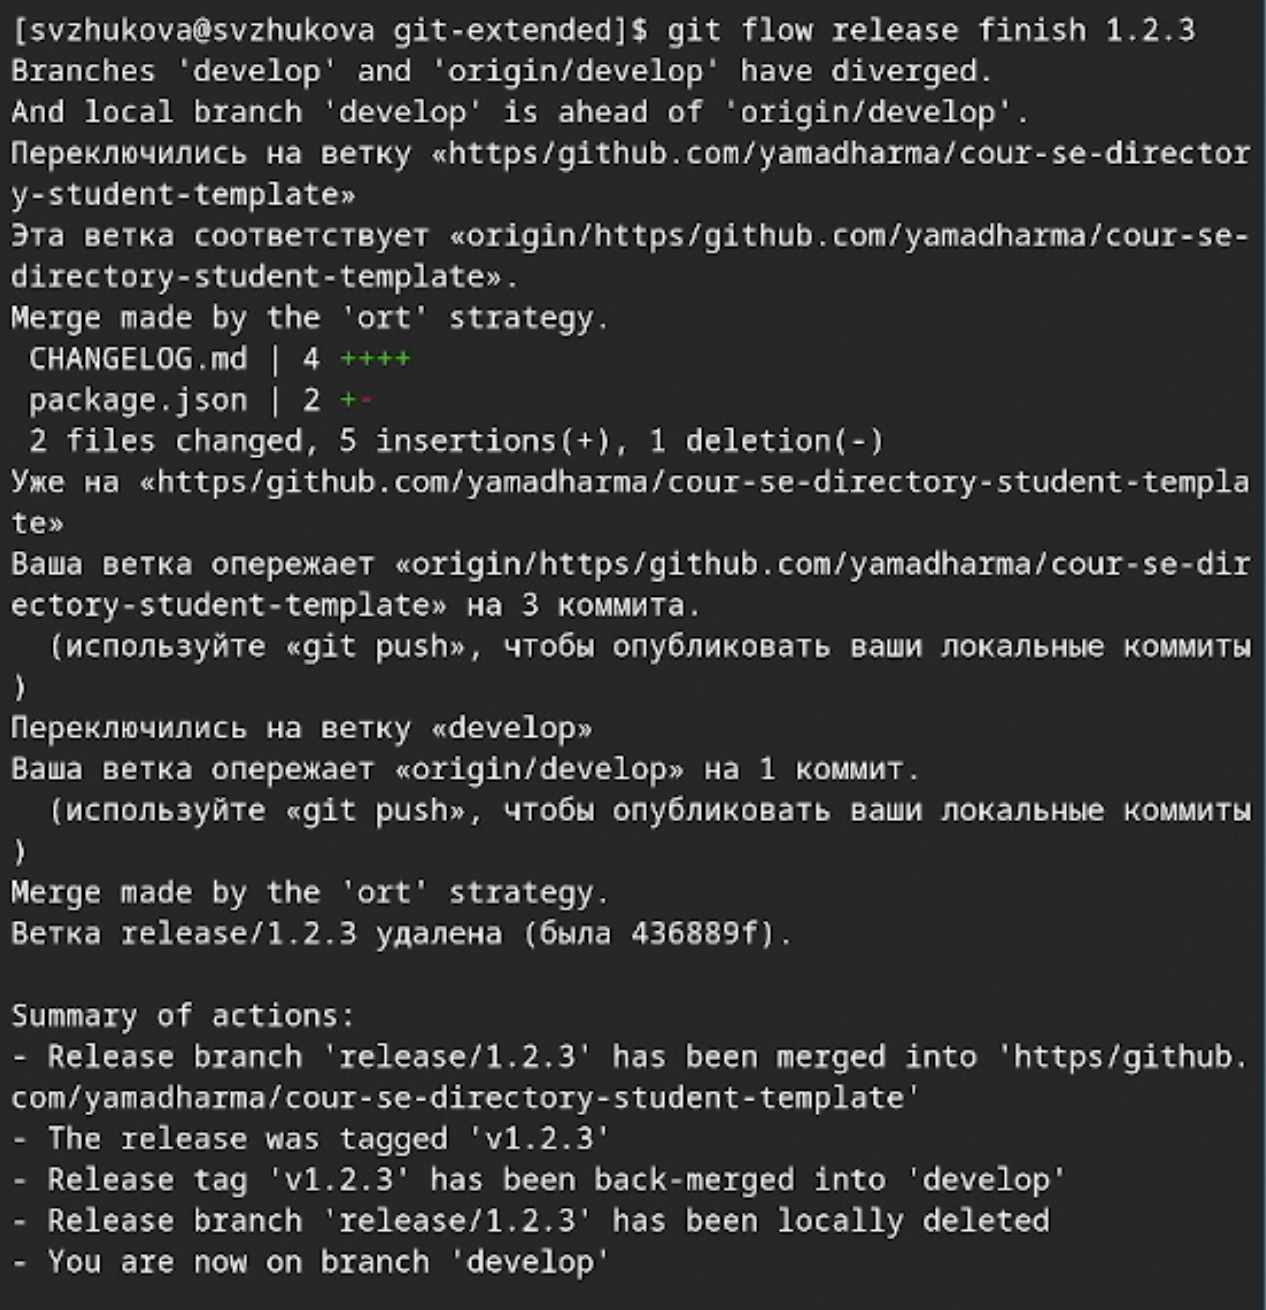 [svzhukova@svzhukova git-extended]$ git flow release finish 1.2.3
Branches 'develop' and 'origin/develop' have diverged.
And local branch 'develop' is ahead of 'origin/develop'.
Переключились на ветку «https/github.com/yamadharma/cour-se-director
y-student-template»
Эта ветка соответствует «origin/https/github.com/yamadharma/cour-se-
directory-student-template».
Merge made by the 'ort' strategy.
 CHANGELOG.md | 4 ++++
 package.json | 2 +-
 2 files changed, 5 insertions(+), 1 deletion(-)
Уже на «https/github.com/yamadharma/cour-se-directory-student-templa
te»
Ваша ветка опережает «origin/https/github.com/yamadharma/cour-se-dir
ectory-student-template» на 3 коммита.
  (используйте «git push», чтобы опубликовать ваши локальные коммиты
)
Переключились на ветку «develop»
Ваша ветка опережает «origin/develop» на 1 коммит.
  (используйте «git push», чтобы опубликовать ваши локальные коммиты
)
Merge made by the 'ort' strategy.
Ветка release/1.2.3 удалена (была 436889f).

Summary of actions:
- Release branch 'release/1.2.3' has been merged into 'https/github.
com/yamadharma/cour-se-directory-student-template'
- The release was tagged 'v1.2.3'
- Release tag 'v1.2.3' has been back-merged into 'develop'
- Release branch 'release/1.2.3' has been locally deleted
- You are now on branch 'develop'